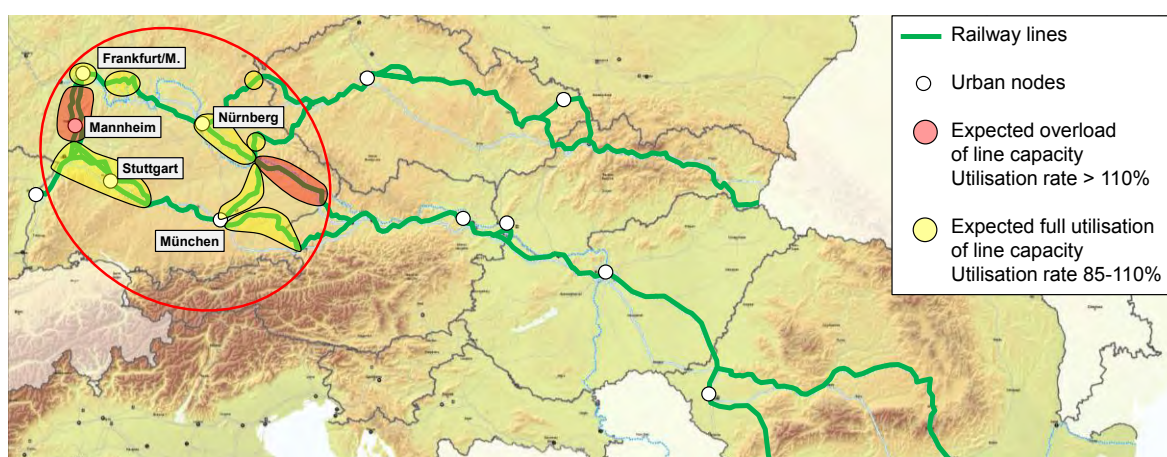 Frankfurt/M.
Mannheim
Nürnberg
Stuttgart
München
Railway lines
Urban nodes
Expected overload
of line capacity
Utilisation rate > 110%
Expected full utilisation
of line capacity
Utilisation rate 85-110%